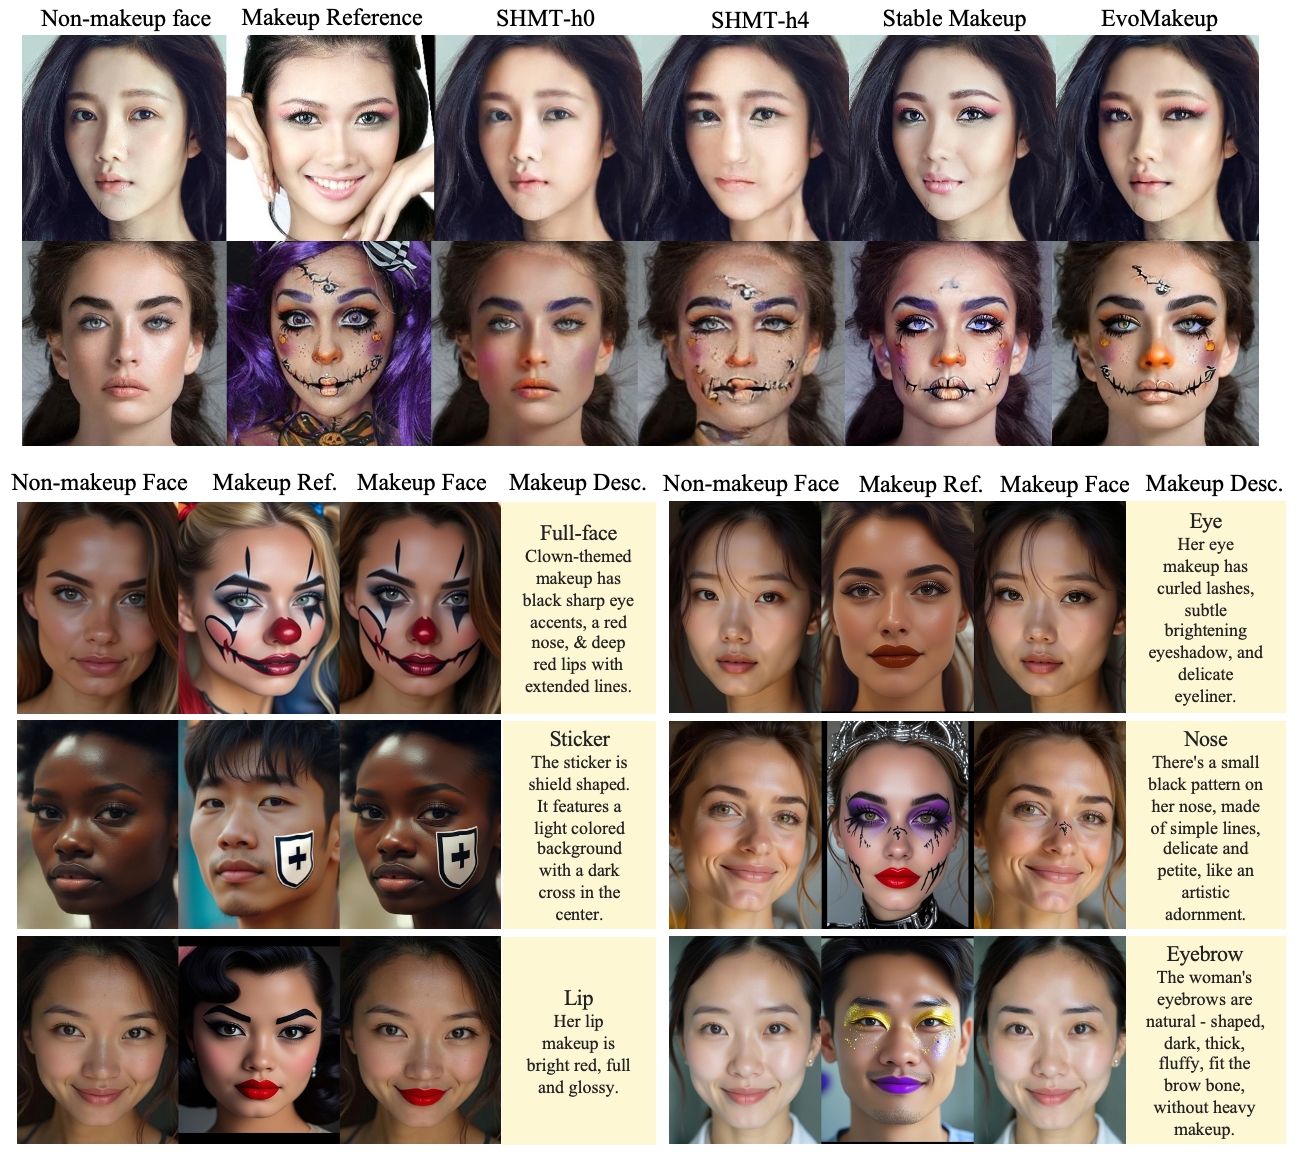 Non-makeup face Makeup Reference SHMT-h0 SHMT-h4 Stable Makeup EvoMakeup
Non-makeup Face Makeup Ref. Makeup Face Makeup Desc. Non-makeup Face Makeup Ref. Makeup Face Makeup Desc.
Full-face
Clown-themed
makeup has
black sharp eye
accents, a red
nose, & deep
red lips with
extended lines.
Eye
Her eye
makeup has
curled lashes,
subtle
brightening
eyeshadow, and
delicate
eyeliner.
Sticker
The sticker is
shield shaped.
It features a
light colored
background
with a dark
cross in the
center.
Nose
There's a small
black pattern on
her nose, made
of simple lines,
delicate and
petite, like an
artistic
adornment.
Lip
Her lip
makeup is
bright red, full
and glossy.
Eyebrow
The woman's
eyebrows are
natural - shaped,
dark, thick,
fluffy, fit the
brow bone,
without heavy
makeup.